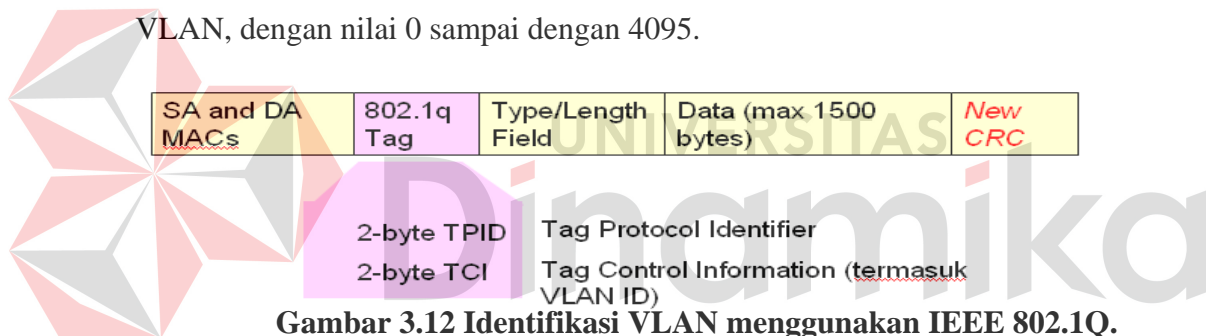 VLAN, dengan nilai 0 sampai dengan 4095.
SA and DA MACs 802.1q Tag Type/Length Field Data (max 1500 bytes) New CRC
UNIVERSITAS
Dinamika
2-byte TPID Tag Protocol Identifier
2-byte TCI Tag Control Information (termasuk
VLAN ID)
Gambar 3.12 Identifikasi VLAN menggunakan IEEE 802.1Q.